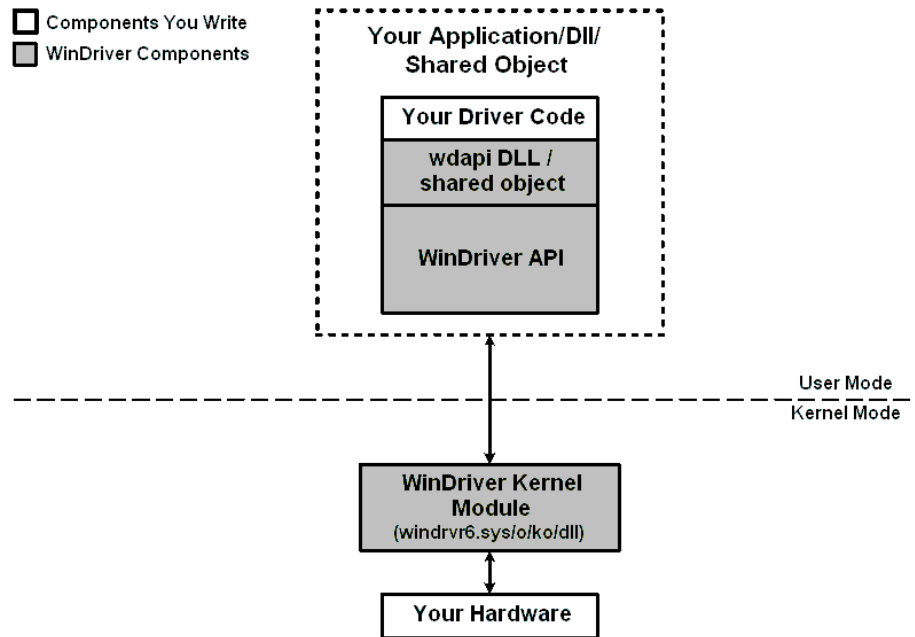 Components You Write
WinDriver Components
Your Application/Dll/
Shared Object
Your Driver Code
wdapi DLL /
shared object
WinDriver API
User Mode
Kernel Mode
WinDriver Kernel
Module
(windrvr6.sys/o/ko/dll)
Your Hardware